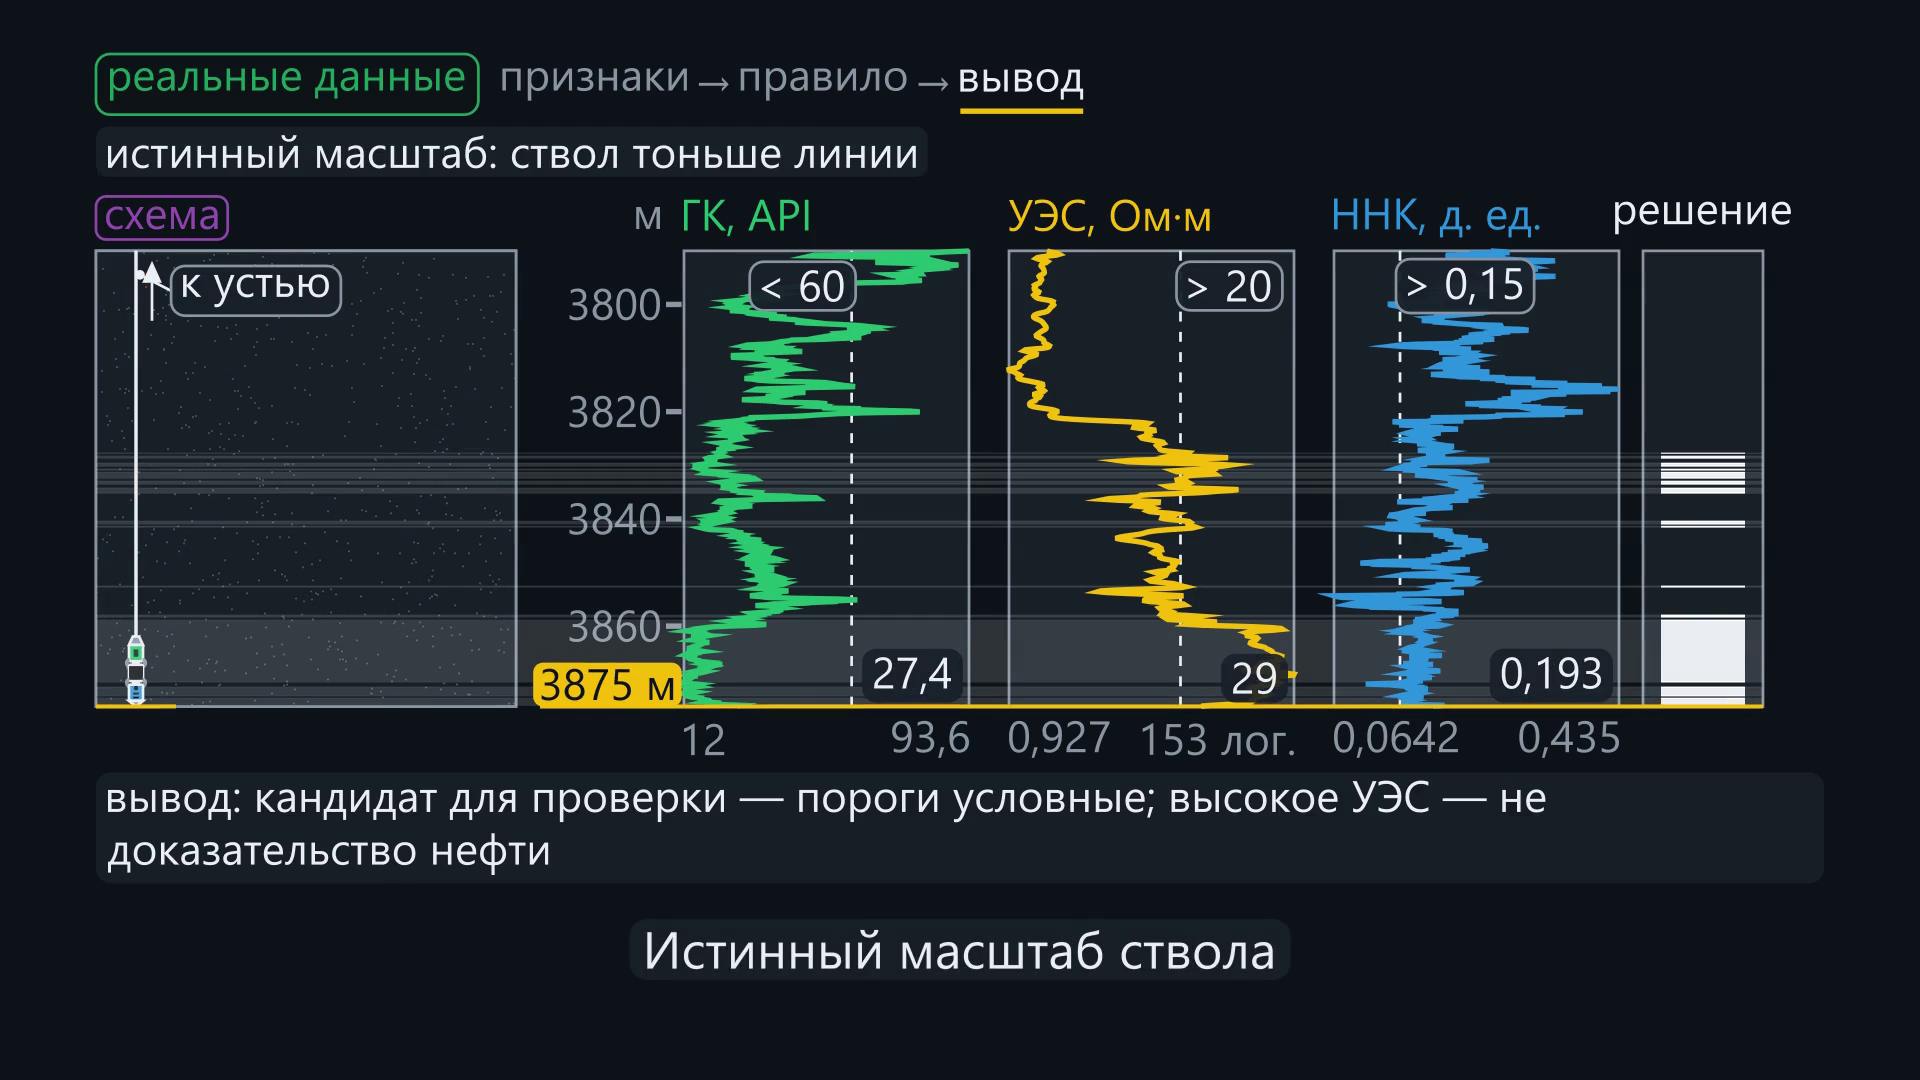 реальные данные признаки → правило → вывод
истинный масштаб: ствол тоньше линии
схема м ГК, API УЭС, Ом·м ННК, д. ед. решение
к устью < 60 > 20 > 0,15
3800
3820
3840
3860
3875 м 27,4 29 0,193
12 93,6 0,927 153 лог. 0,0642 0,435
вывод: кандидат для проверки — пороги условные; высокое УЭС — не
доказательство нефти
Истинный масштаб ствола